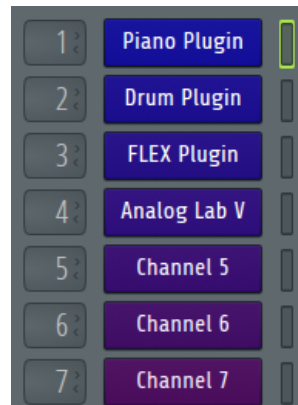 1 Piano Plugin
2 Drum Plugin
3 FLEX Plugin
4 Analog Lab V
5 Channel 5
6 Channel 6
7 Channel 7